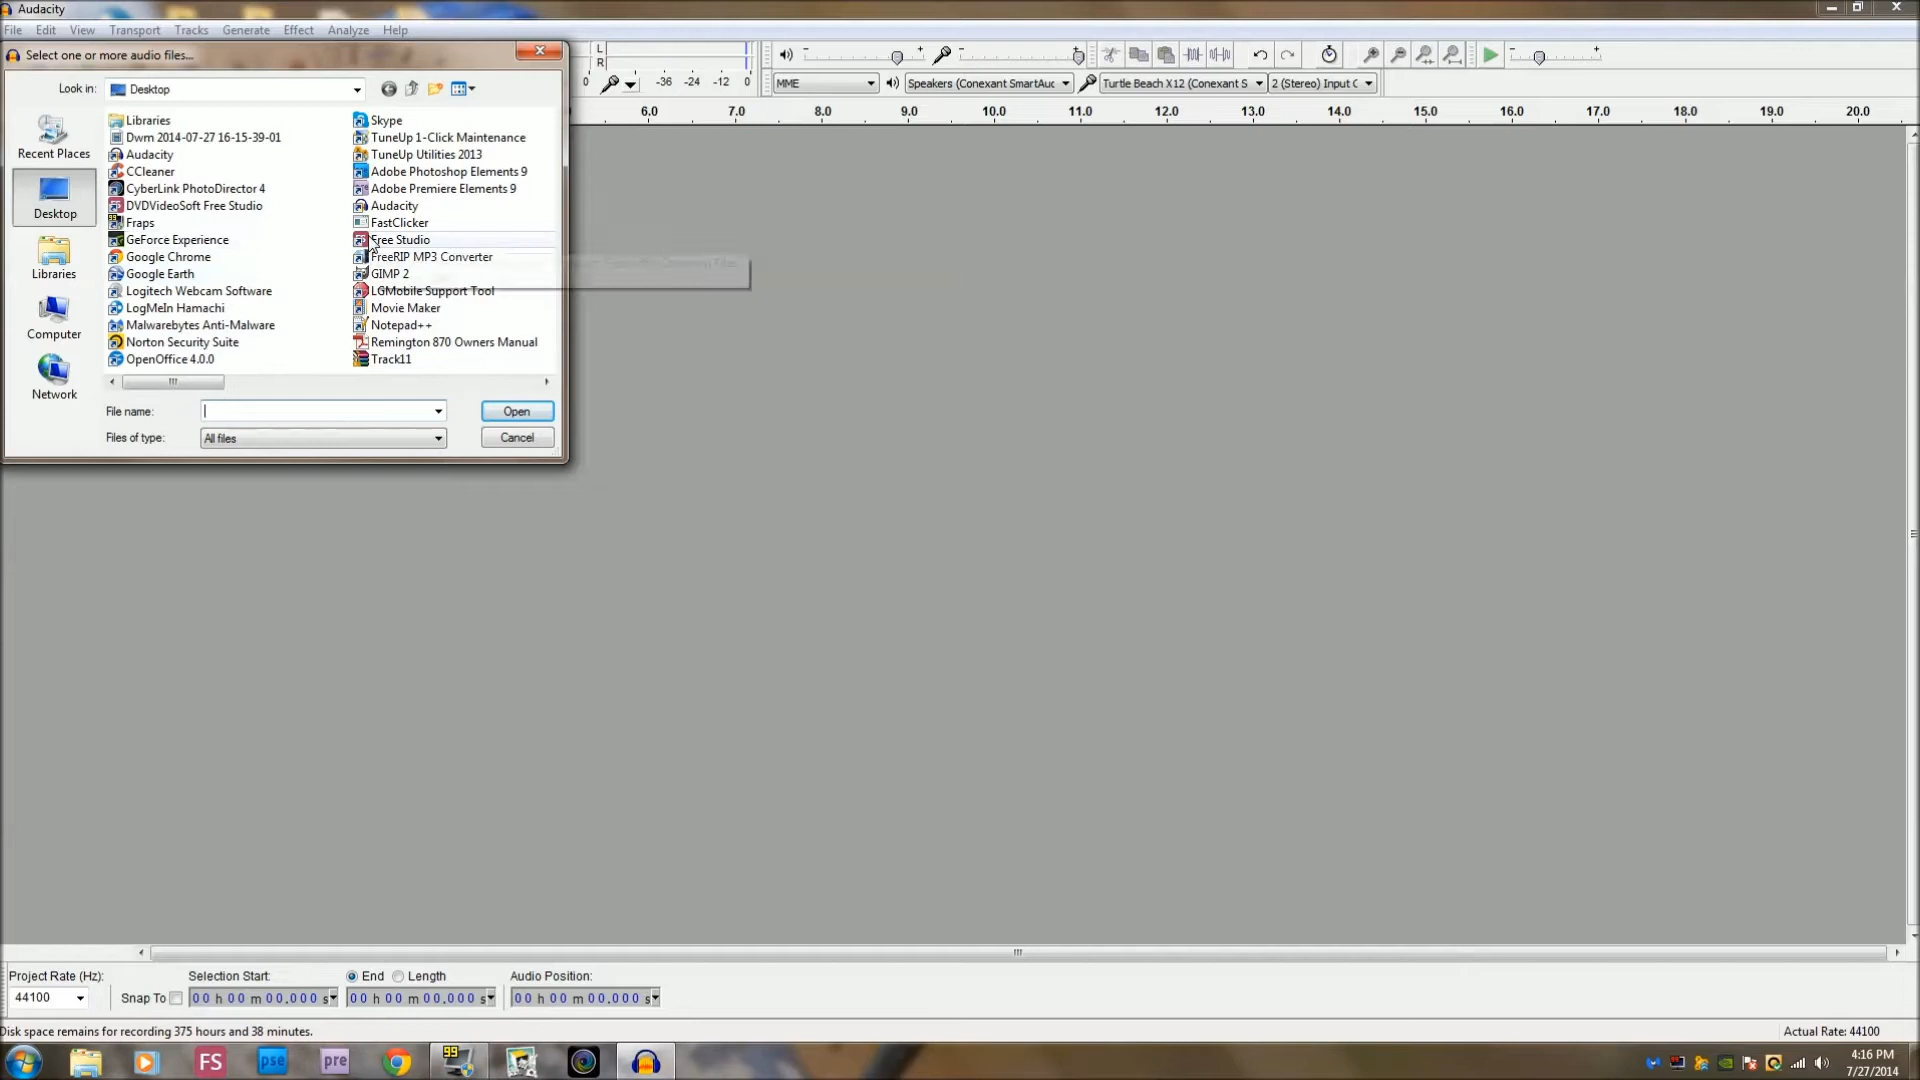 Audacity
File Edit View Transport Tracks Generate Effect Analyze Help
Select one or more audio files...
Look in: Desktop
Recent Places
Desktop
Libraries
Computer
Network
Libraries
Dwm 2014-07-27 16-15-39-01
Audacity
CCleaner
CyberLink PhotoDirector 4
DVDVideoSoft Free Studio
Fraps
GeForce Experience
Google Chrome
Google Earth
Logitech Webcam Software
LogMeIn Hamachi
Malwarebytes Anti-Malware
Norton Security Suite
OpenOffice 4.0.0
Skype
TuneUp 1-Click Maintenance
TuneUp Utilities 2013
Adobe Photoshop Elements 9
Adobe Premiere Elements 9
Audacity
FastClicker
Free Studio
FreeRIP MP3 Converter
GIMP 2
LGMobile Support Tool
Movie Maker
Notepad++
Remington 870 Owners Manual
Track11
File name: Open
Files of type: All files Cancel
L
R
0 -36 -24 -12 0
MME Speakers (Conexant SmartAuc Turtle Beach X12 (Conexant S 2 (Stereo) Input C
6.0 7.0 8.0 9.0 10.0 11.0 12.0 13.0 14.0 15.0 16.0 17.0 18.0 19.0 20.0
Project Rate (Hz): Selection Start: End Length Audio Position:
44100 Snap To 00 h 00 m 00.000 s 00 h 00 m 00.000 s 00 h 00 m 00.000 s
Disk space remains for recording 375 hours and 38 minutes. Actual Rate: 44100
FS pse pre 99 4:16 PM
7/27/2014